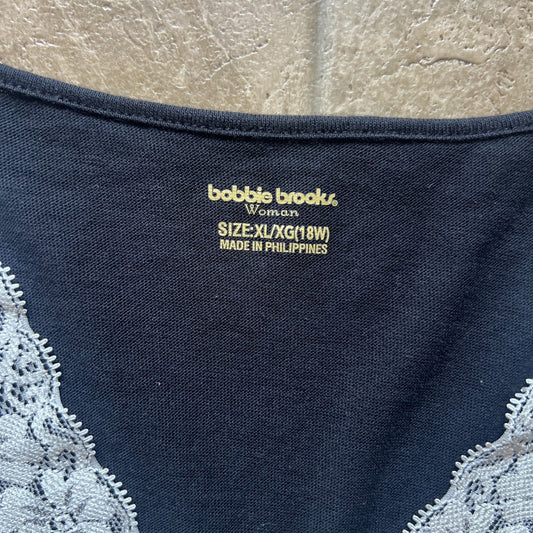 bobbie brooks®
Woman
SIZE:XL/XG(18W)
MADE IN PHILIPPINES